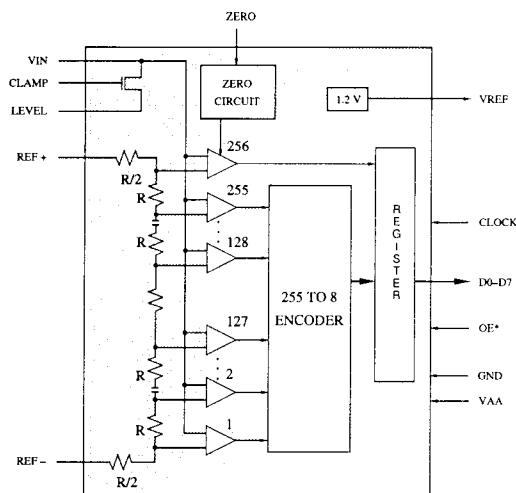 ZERO
VIN
CLAMP
LEVEL
ZERO
CIRCUIT
1.2 V
VREF
REF +
R/2
256
R
255
128
R
REGISTER
CLOCK
255 TO 8
ENCODER
D0–D7
127
OE*
R
2
GND
VAA
R
1
REF –
R/2